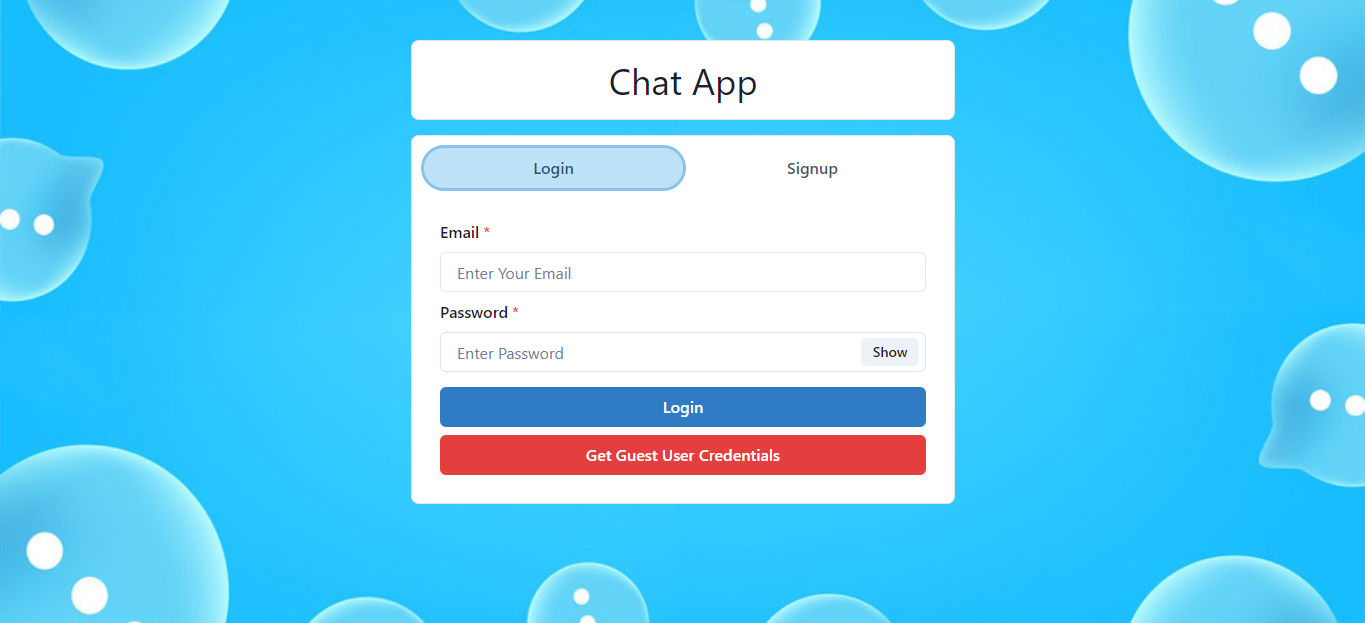 Chat App
Login Signup
Email *
Enter Your Email
Password *
Enter Password Show
Login
Get Guest User Credentials